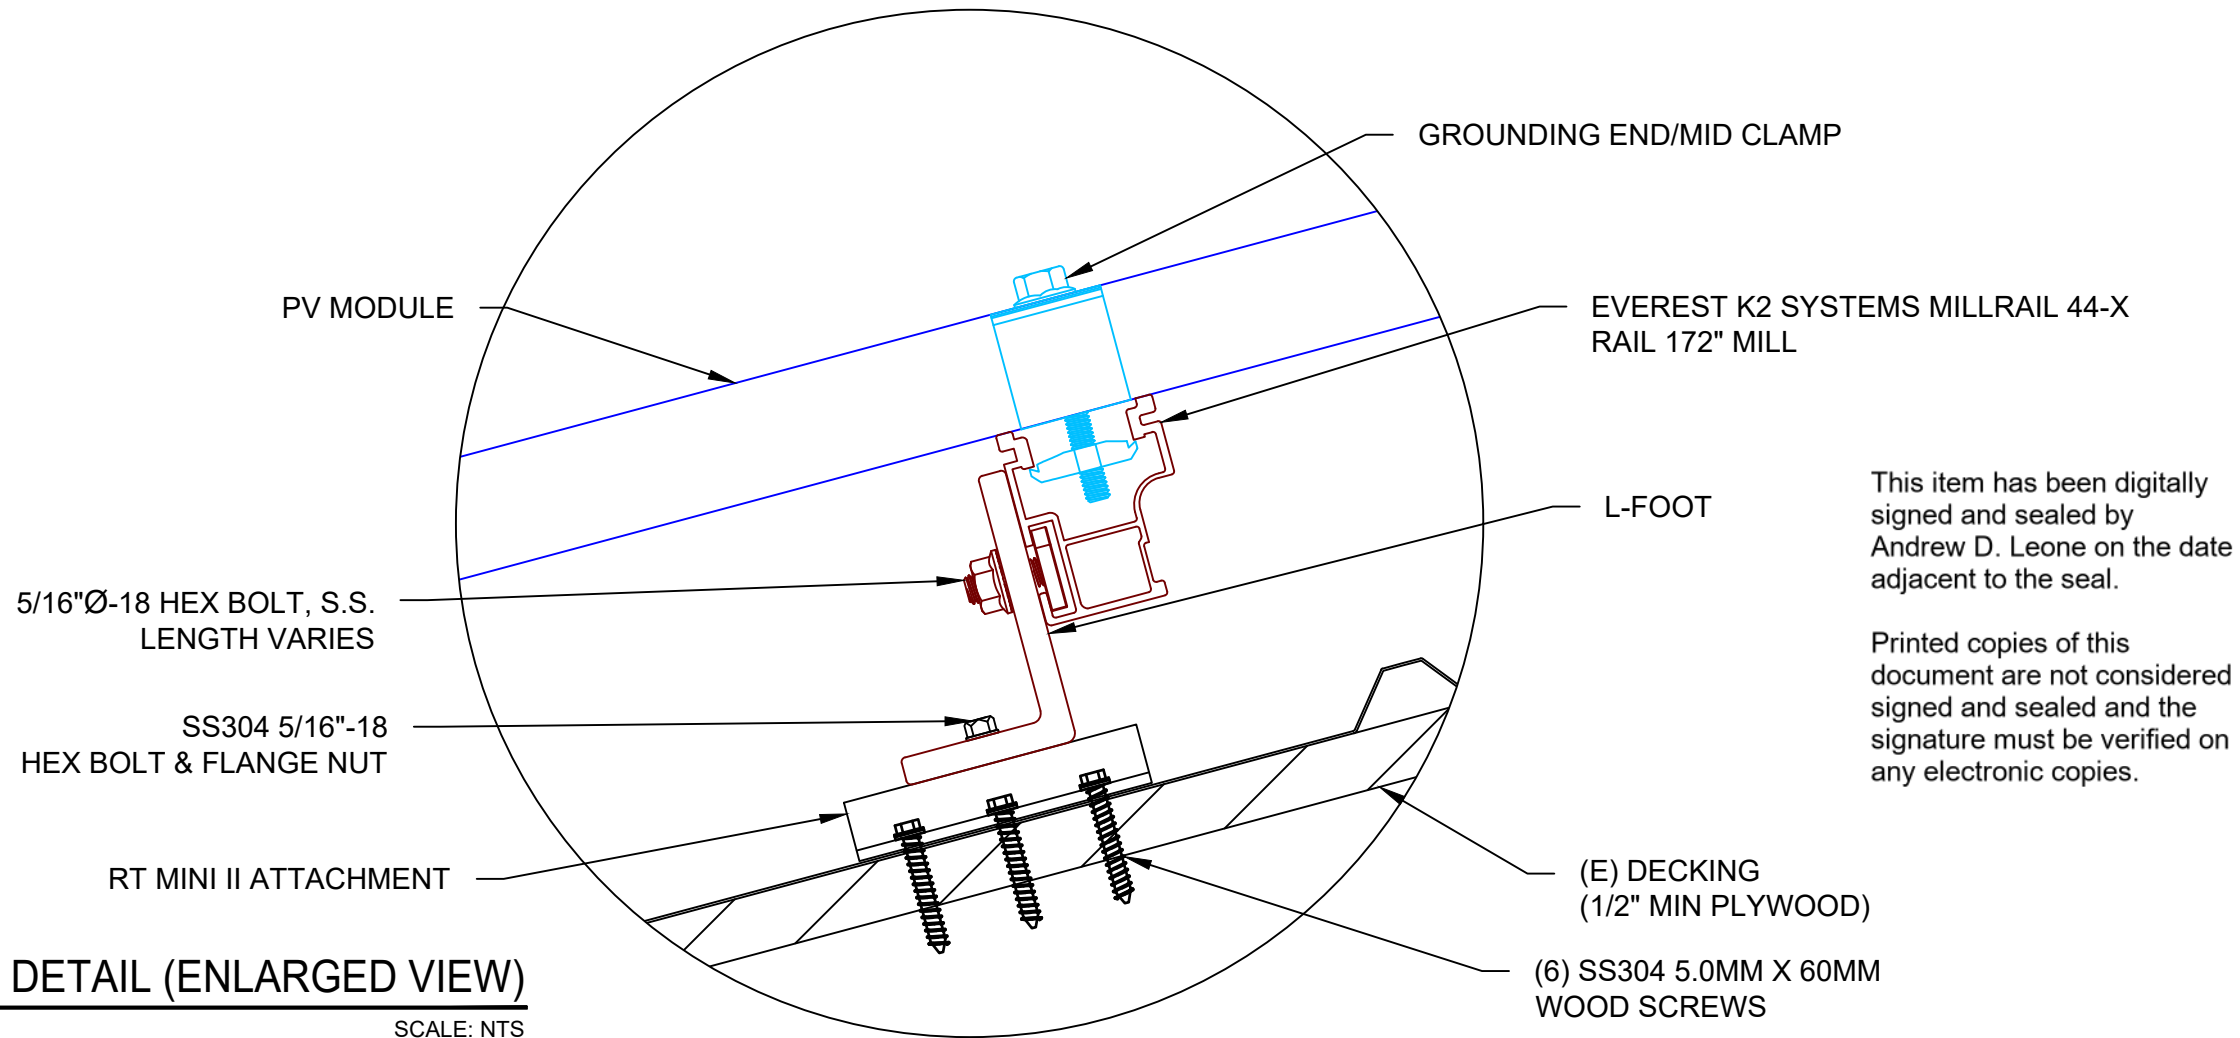 GROUNDING END/MID CLAMP
PV MODULE
EVEREST K2 SYSTEMS MILLRAIL 44-X
RAIL 172" MILL
L-FOOT
This item has been digitally
signed and sealed by
Andrew D. Leone on the date
adjacent to the seal.
Printed copies of this
document are not considered
signed and sealed and the
signature must be verified on
any electronic copies.
5/16"Ø-18 HEX BOLT, S.S.
LENGTH VARIES
SS304 5/16"-18
HEX BOLT & FLANGE NUT
RT MINI II ATTACHMENT
(E) DECKING
(1/2" MIN PLYWOOD)
(6) SS304 5.0MM X 60MM
WOOD SCREWS
DETAIL (ENLARGED VIEW)
SCALE: NTS